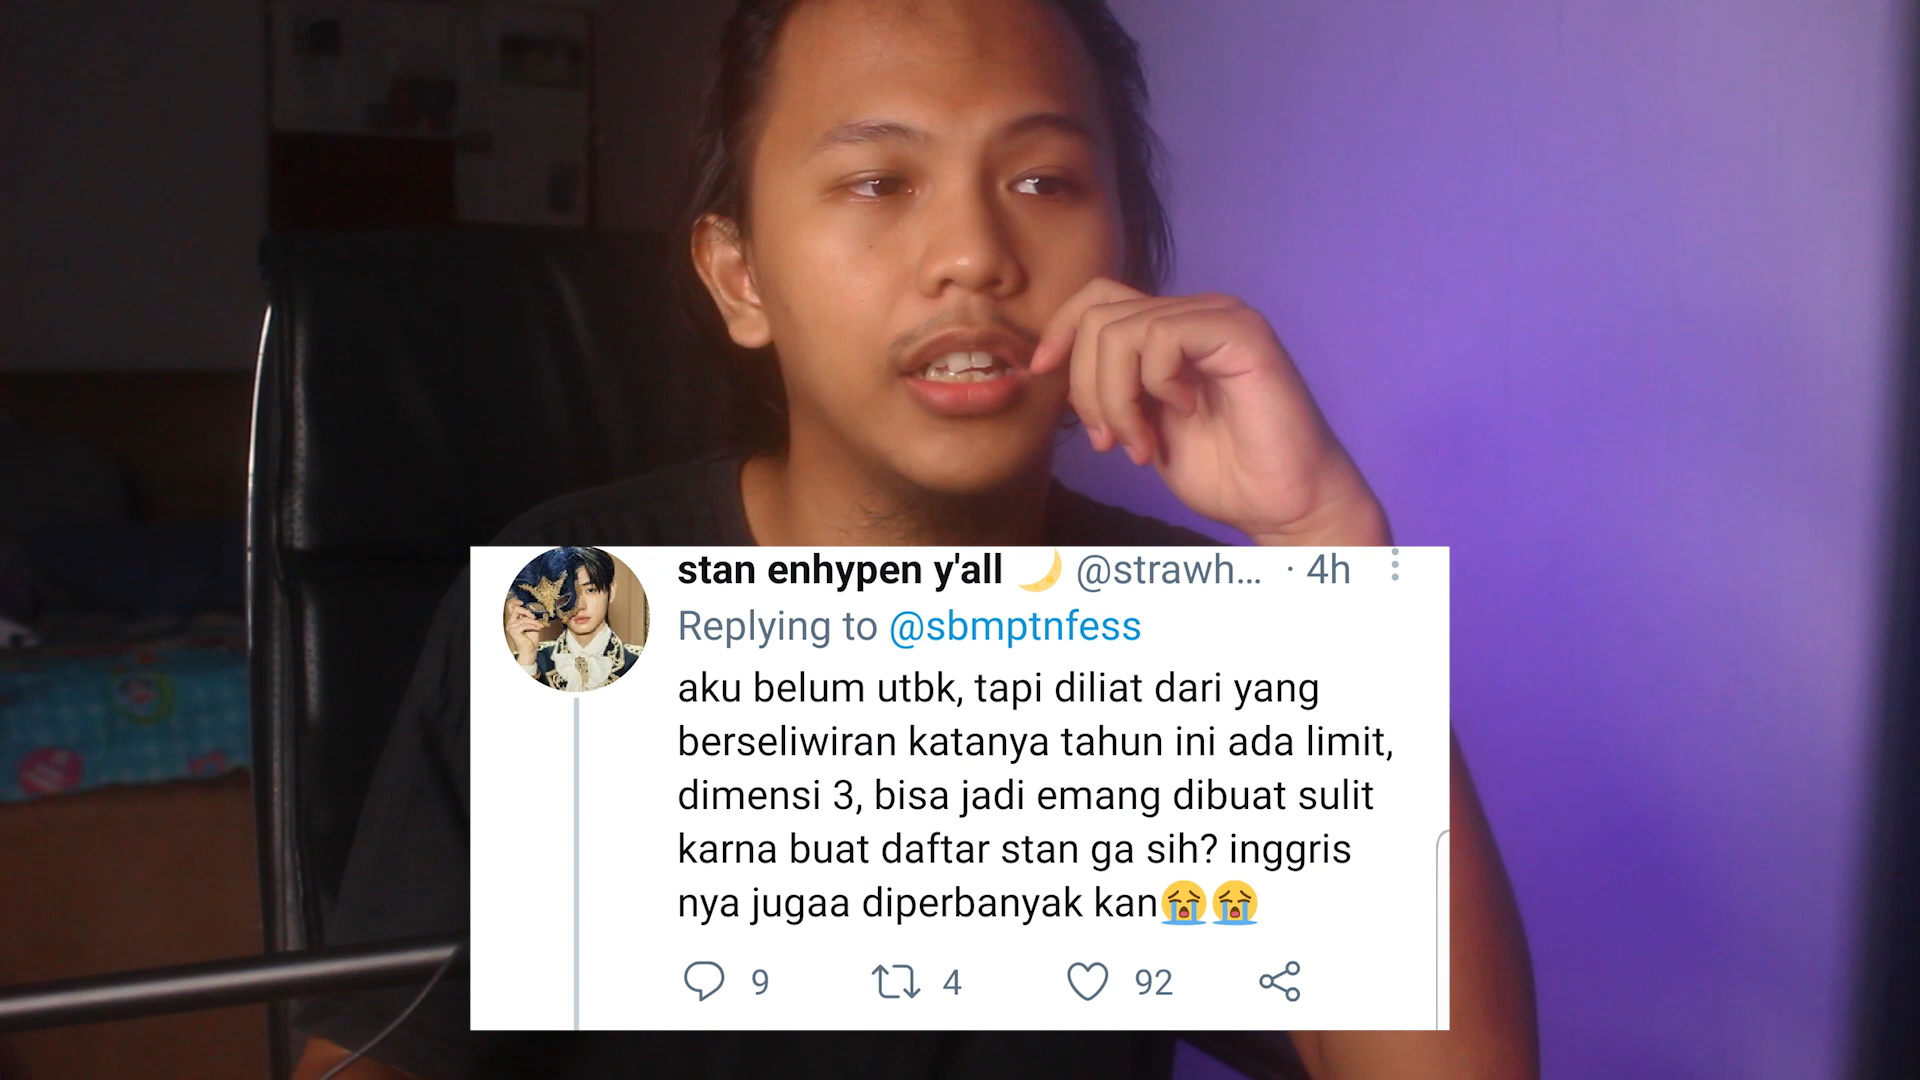 stan enhypen y'all 🌙 @strawh... · 4h
Replying to @sbmptnfess
aku belum utbk, tapi diliat dari yang
berseliwiran katanya tahun ini ada limit,
dimensi 3, bisa jadi emang dibuat sulit
karna buat daftar stan ga sih? inggris
nya jugaa diperbanyak kan😭😭
9 4 92